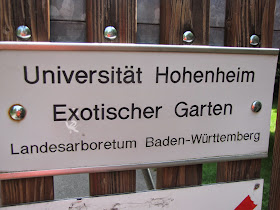 Universität Hohenheim
Exotischer Garten
Landesarboretum Baden-Württemberg